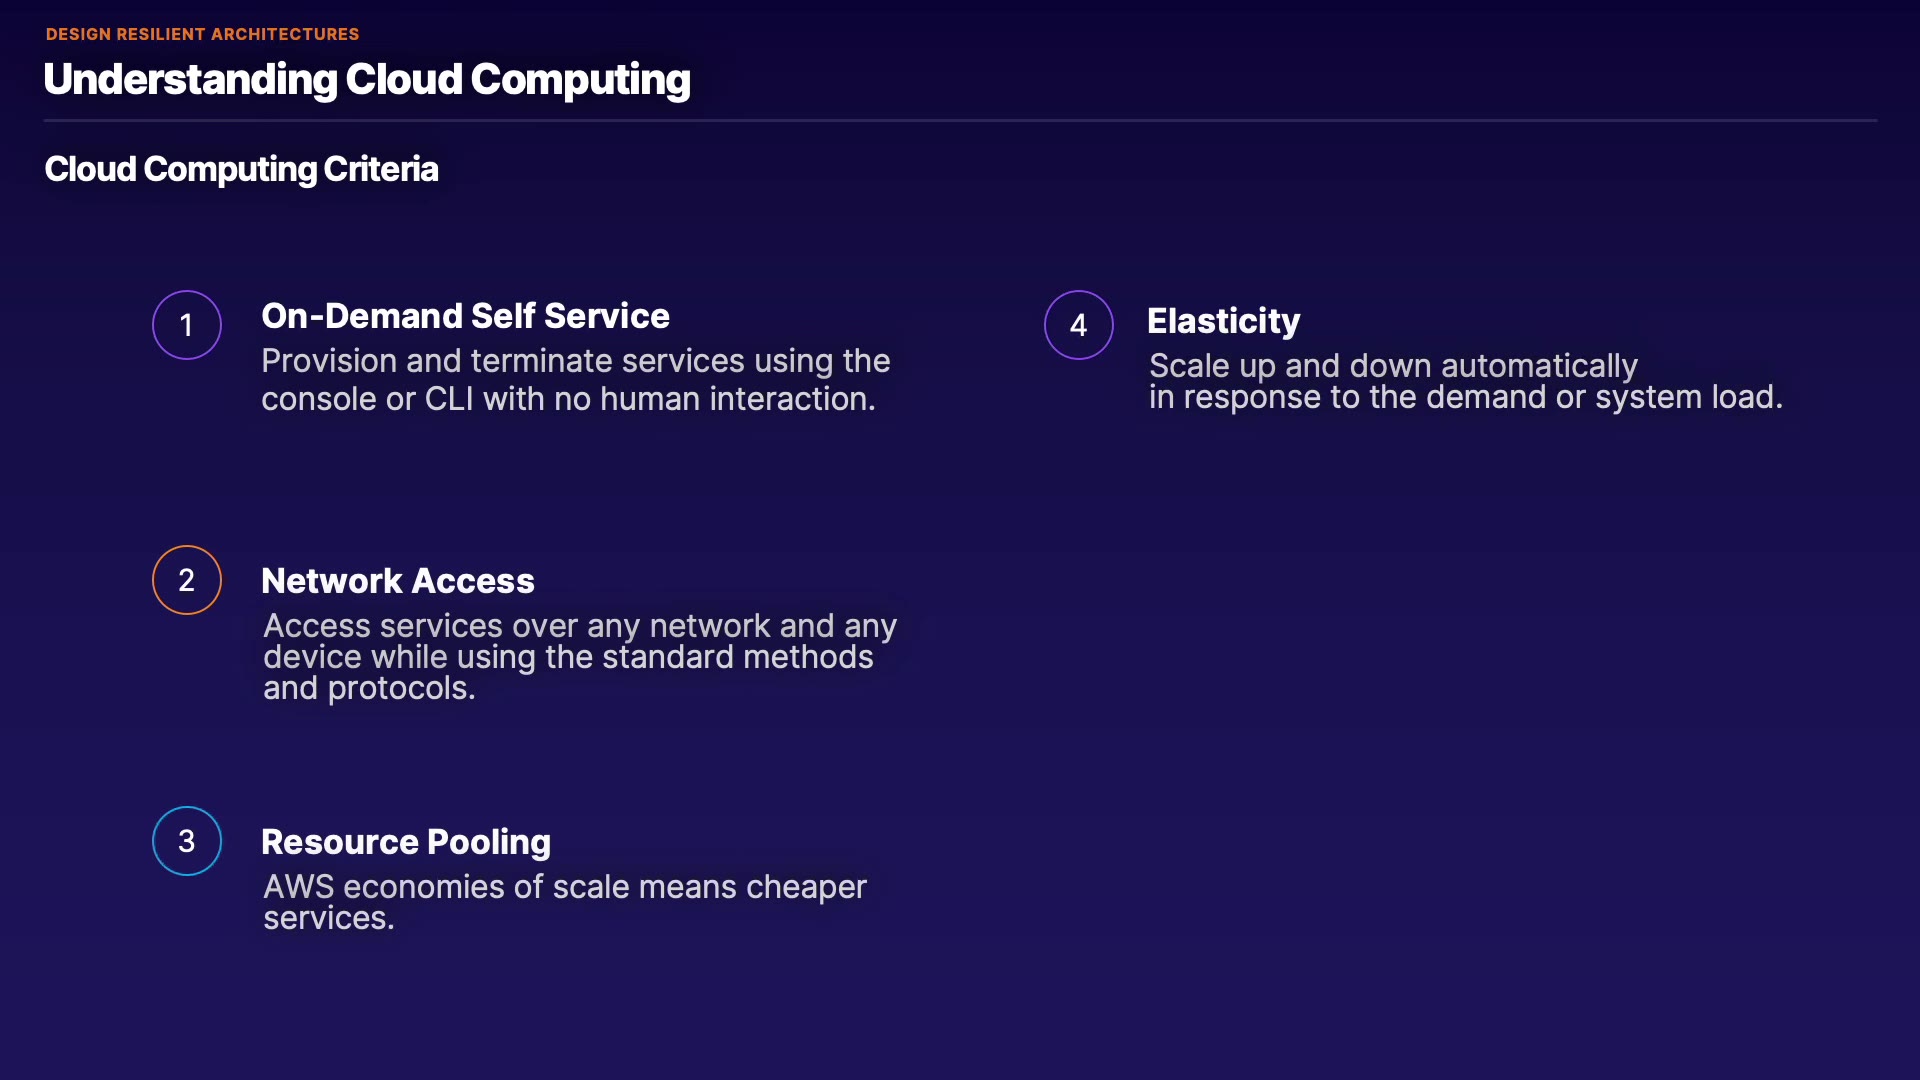 DESIGN RESILIENT ARCHITECTURES
Understanding Cloud Computing
Cloud Computing Criteria
1
On-Demand Self Service
Provision and terminate services using the
console or CLI with no human interaction.
2
Network Access
Access services over any network and any
device while using the standard methods
and protocols.
3
Resource Pooling
AWS economies of scale means cheaper
services.
4
Elasticity
Scale up and down automatically
in response to the demand or system load.